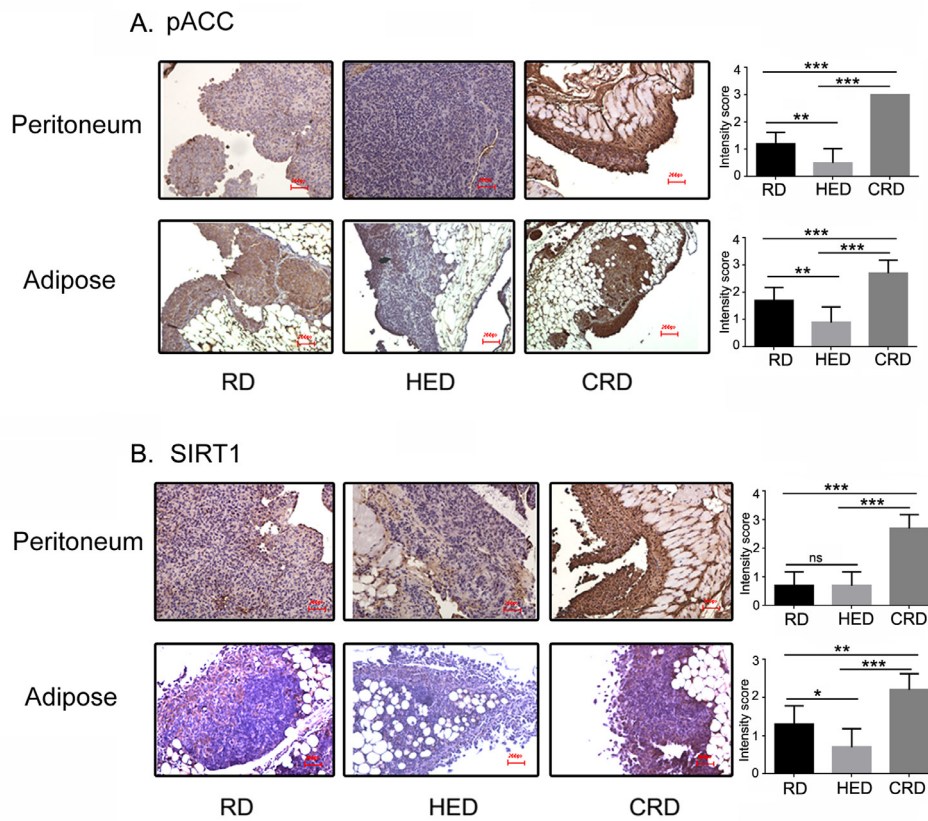 A. pACC
Peritoneum
Intensity score
4
3
2
1
0
***
***
**
RD HED CRD
Adipose
Intensity score
4
3
2
1
0
***
***
**
RD HED CRD
RD HED CRD
B. SIRT1
Peritoneum
Intensity score
4
3
2
1
0
***
***
ns
RD HED CRD
Adipose
Intensity score
3
2
1
0
**
***
*
RD HED CRD
RD HED CRD